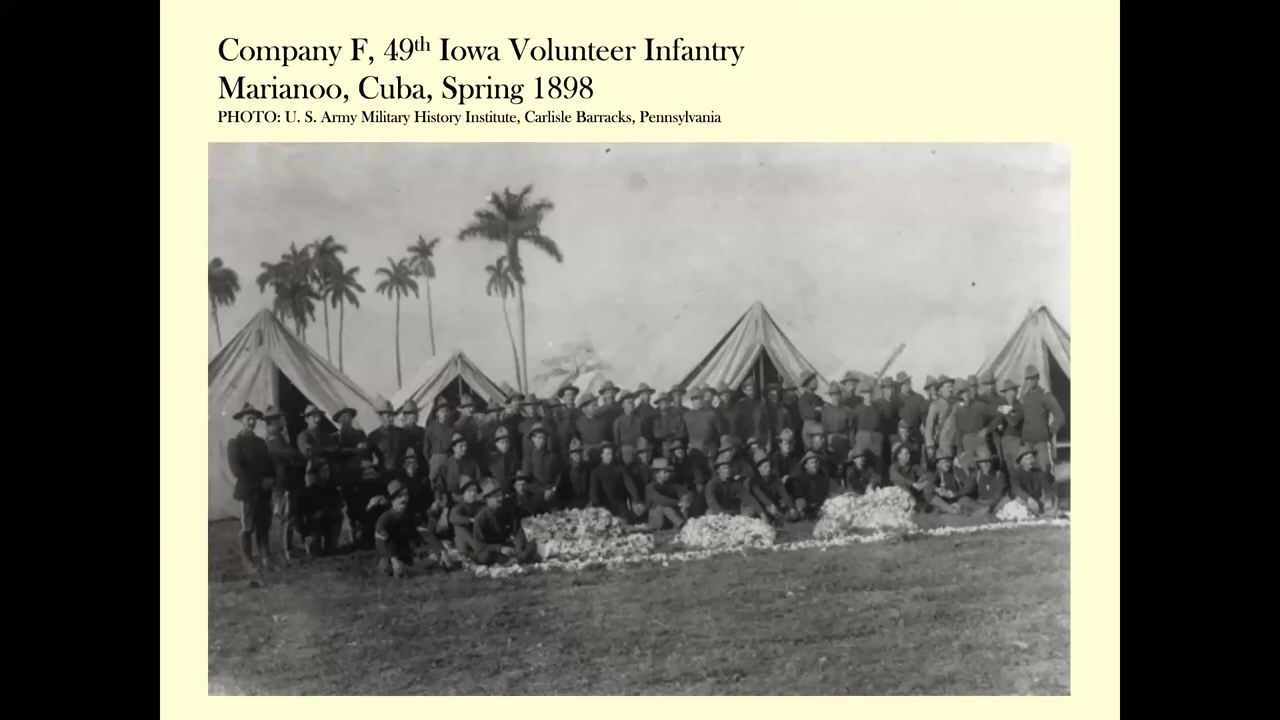 Company F, 49th Iowa Volunteer Infantry
Marianoo, Cuba, Spring 1898
PHOTO: U. S. Army Military History Institute, Carlisle Barracks, Pennsylvania